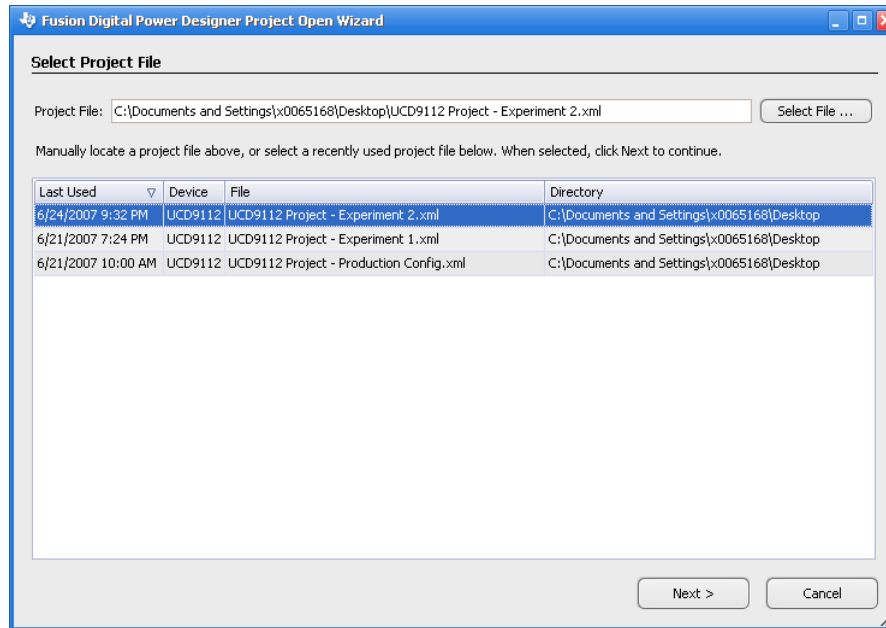 Fusion Digital Power Designer Project Open Wizard
Select Project File
Project File: C:\Documents and Settings\x0065168\Desktop\UCD9112 Project - Experiment 2.xml Select File ...
Manually locate a project file above, or select a recently used project file below. When selected, click Next to continue.
Last Used Device File Directory
6/24/2007 9:32 PM UCD9112 UCD9112 Project - Experiment 2.xml C:\Documents and Settings\x0065168\Desktop
6/21/2007 7:24 PM UCD9112 UCD9112 Project - Experiment 1.xml C:\Documents and Settings\x0065168\Desktop
6/21/2007 10:00 AM UCD9112 UCD9112 Project - Production Config.xml C:\Documents and Settings\x0065168\Desktop
Next > Cancel